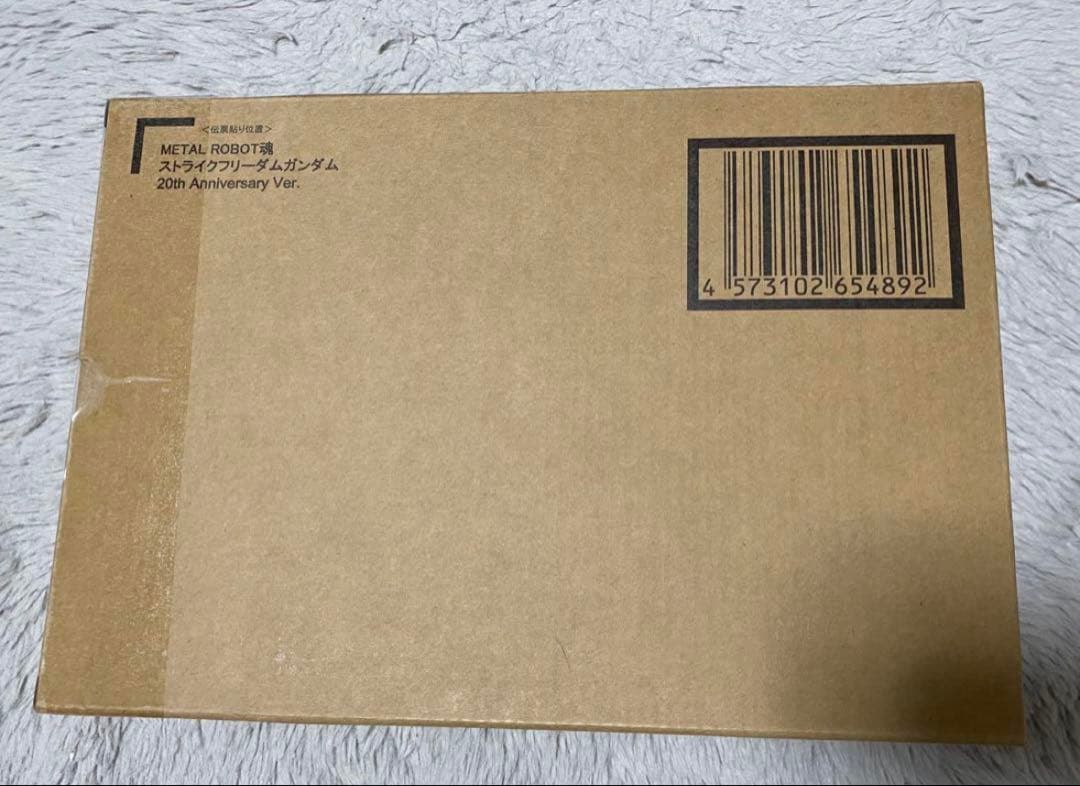 <伝票貼り位置>
METAL ROBOT魂
ストライクフリーダムガンダム
20th Anniversary Ver.
4 573102 654892